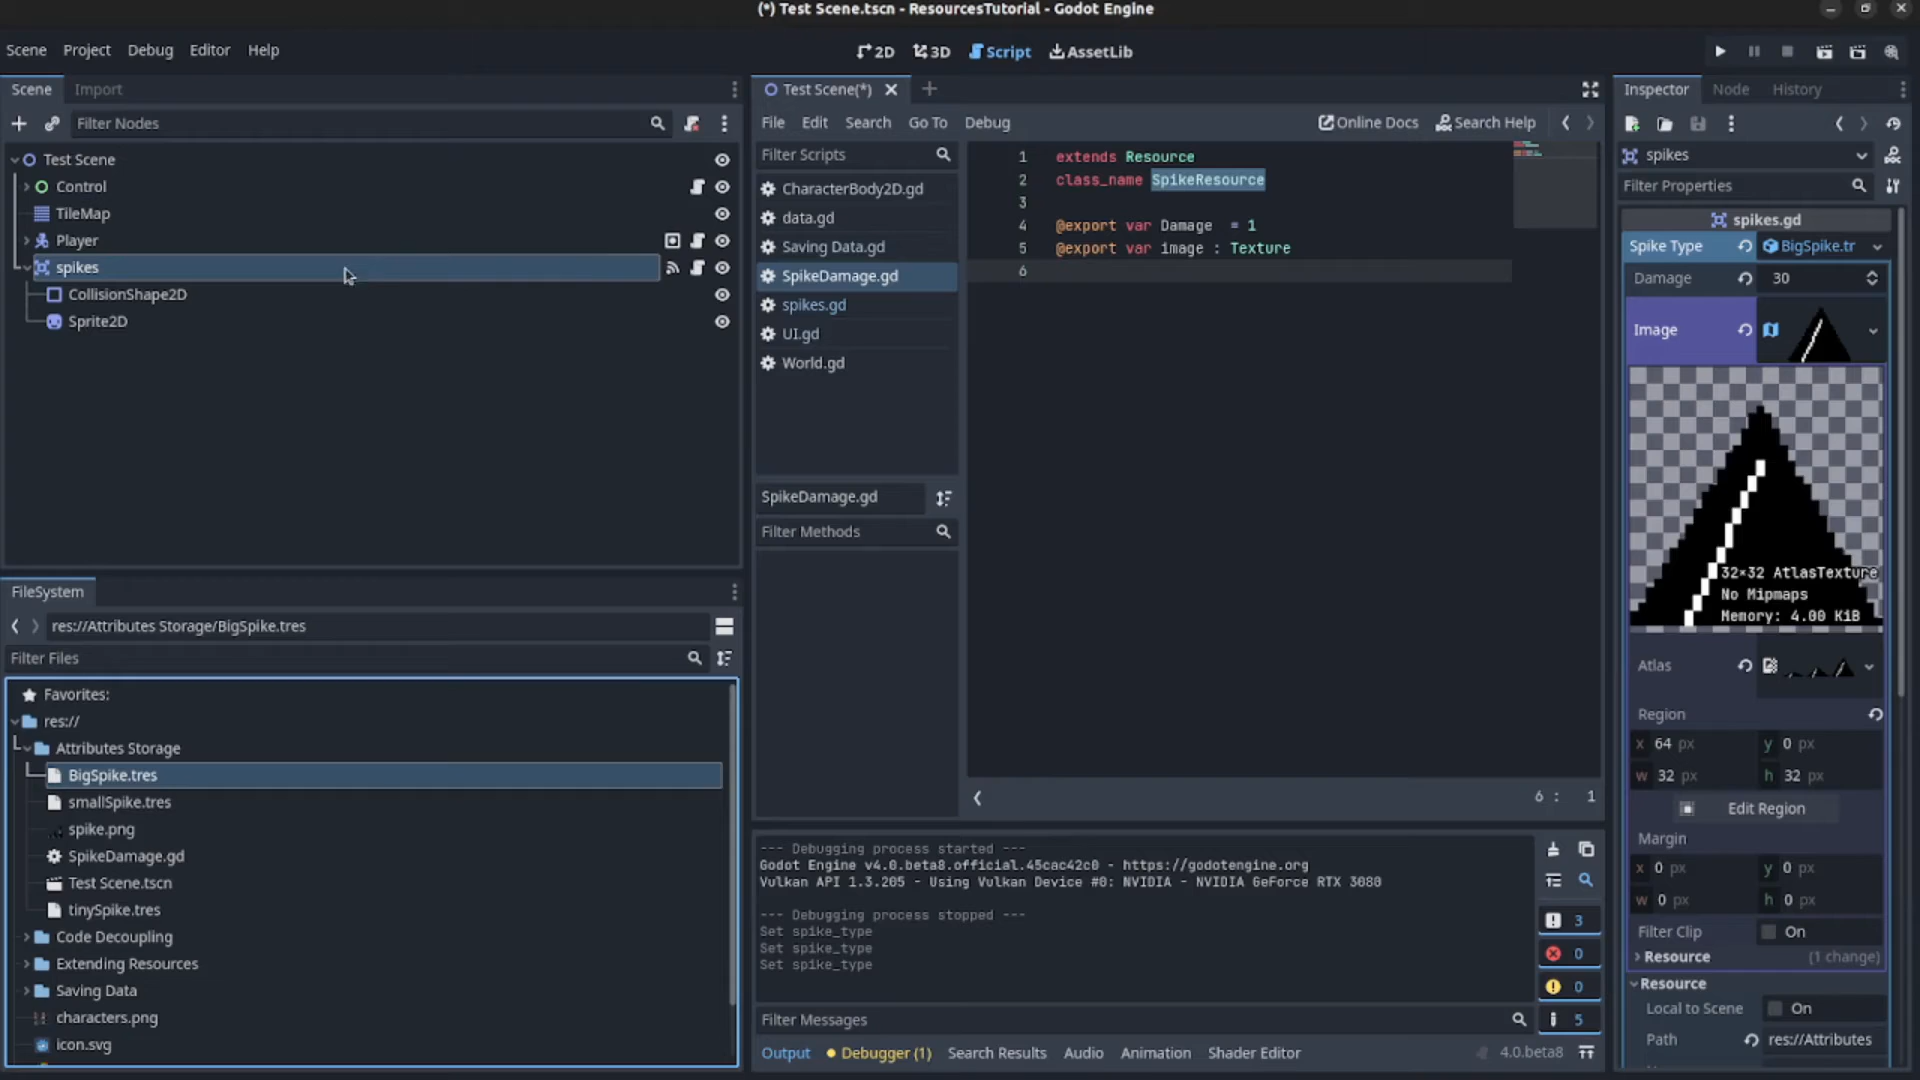 (*) Test Scene.tscn - ResourcesTutorial - Godot Engine
Scene Project Debug Editor Help
2D 3D Script AssetLib
Scene Import
Filter Nodes
Test Scene
Control
TileMap
Player
spikes
CollisionShape2D
Sprite2D
FileSystem
res://Attributes Storage/BigSpike.tres
Filter Files
Favorites:
res://
Attributes Storage
BigSpike.tres
smallSpike.tres
spike.png
SpikeDamage.gd
Test Scene.tscn
tinySpike.tres
Code Decoupling
Extending Resources
Saving Data
characters.png
icon.svg
Test Scene(*)
File Edit Search Go To Debug Online Docs Search Help
Filter Scripts
CharacterBody2D.gd
data.gd
Saving Data.gd
SpikeDamage.gd
spikes.gd
UI.gd
World.gd
SpikeDamage.gd
Filter Methods
1 extends Resource
2 class_name SpikeResource
3
4 @export var Damage = 1
5 @export var image : Texture
6
6 : 1
--- Debugging process started ---
Godot Engine v4.0.beta8.official.45cac42c0 - https://godotengine.org
Vulkan API 1.3.205 - Using Vulkan Device #0: NVIDIA - NVIDIA GeForce RTX 3080
--- Debugging process stopped ---
Set spike_type
Set spike_type
Set spike_type
3
0
0
5
Filter Messages
Output Debugger (1) Search Results Audio Animation Shader Editor 4.0.beta8
Inspector Node History
spikes
Filter Properties
spikes.gd
Spike Type BigSpike.tr
Damage 30
Image
32×32 AtlasTexture
No Mipmaps
Memory: 4.00 KiB
Atlas
Region
x 64 px y 0 px
w 32 px h 32 px
Edit Region
Margin
x 0 px y 0 px
w 0 px h 0 px
Filter Clip On
Resource (1 change)
Resource
Local to Scene On
Path res://Attributes